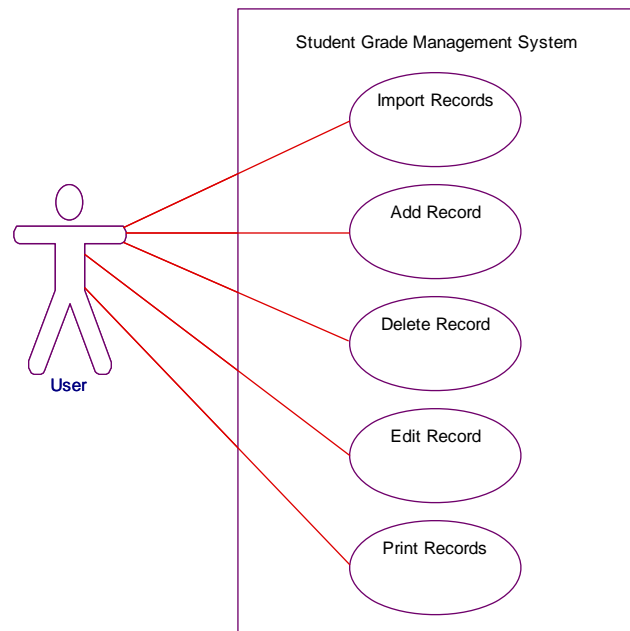 Student Grade Management System
Import Records
Add Record
Delete Record
User
Edit Record
Print Records